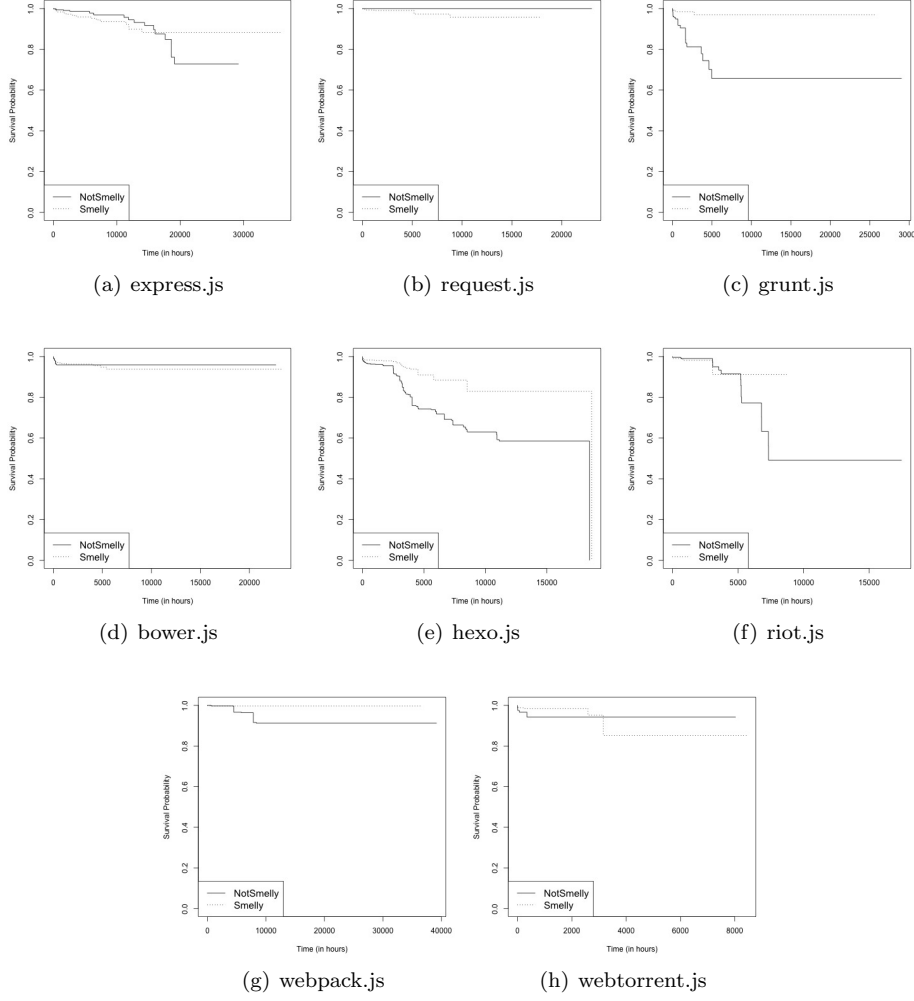 Survival Probability
0.0 0.2 0.4 0.6 0.8 1.0
NotSmelly
Smelly
0 10000 20000 30000
Time (in hours)
(a) express.js
Survival Probability
0.0 0.2 0.4 0.6 0.8 1.0
NotSmelly
Smelly
0 5000 10000 15000 20000
Time (in hours)
(b) request.js
Survival Probability
0.0 0.2 0.4 0.6 0.8 1.0
NotSmelly
Smelly
0 5000 10000 15000 20000 25000 30000
Time (in hours)
(c) grunt.js
Survival Probability
0.0 0.2 0.4 0.6 0.8 1.0
NotSmelly
Smelly
0 5000 10000 15000 20000
Time (in hours)
(d) bower.js
Survival Probability
0.0 0.2 0.4 0.6 0.8 1.0
NotSmelly
Smelly
0 5000 10000 15000
Time (in hours)
(e) hexo.js
Survival Probability
0.0 0.2 0.4 0.6 0.8 1.0
NotSmelly
Smelly
0 5000 10000 15000
Time (in hours)
(f) riot.js
Survival Probability
0.0 0.2 0.4 0.6 0.8 1.0
NotSmelly
Smelly
0 10000 20000 30000 40000
Time (in hours)
(g) webpack.js
Survival Probability
0.0 0.2 0.4 0.6 0.8 1.0
NotSmelly
Smelly
0 2000 4000 6000 8000
Time (in hours)
(h) webtorrent.js